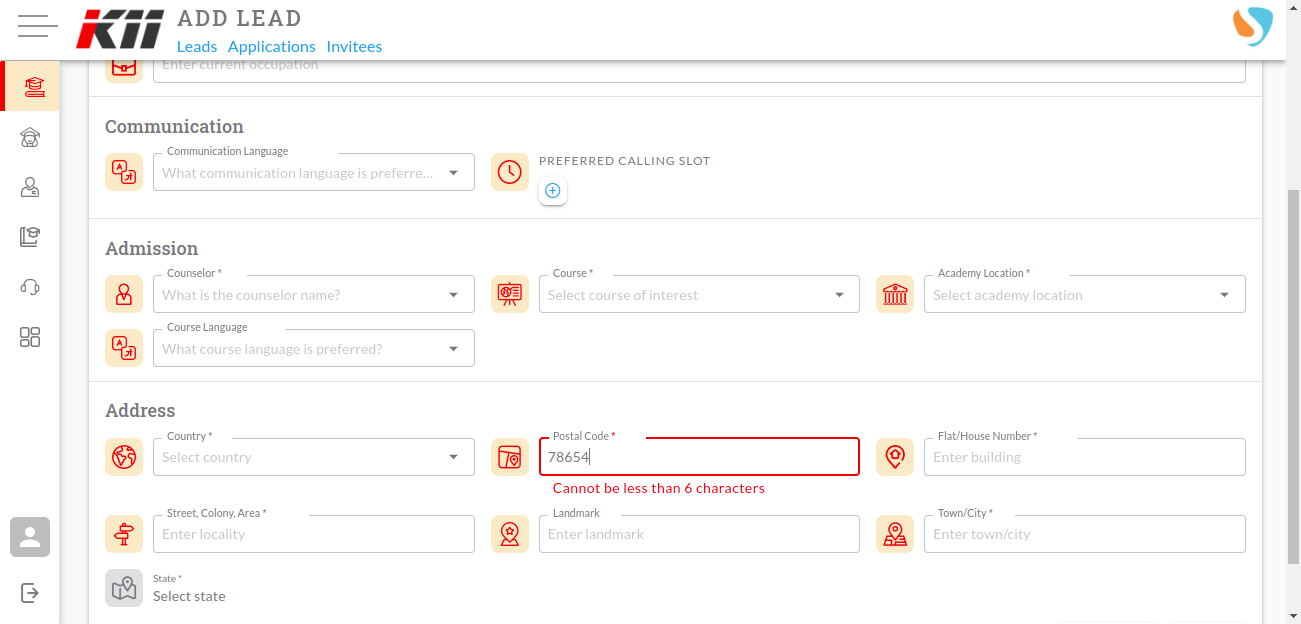 KII
ADD LEAD
Leads Applications Invitees
Enter current occupation
Communication
Communication Language
What communication language is preferre...
PREFERRED CALLING SLOT
Admission
Counselor *
What is the counselor name?
Course *
Select course of interest
Academy Location *
Select academy location
Course Language
What course language is preferred?
Address
Country *
Select country
Postal Code *
78654
Cannot be less than 6 characters
Flat/House Number *
Enter building
Street, Colony, Area *
Enter locality
Landmark
Enter landmark
Town/City *
Enter town/city
State *
Select state